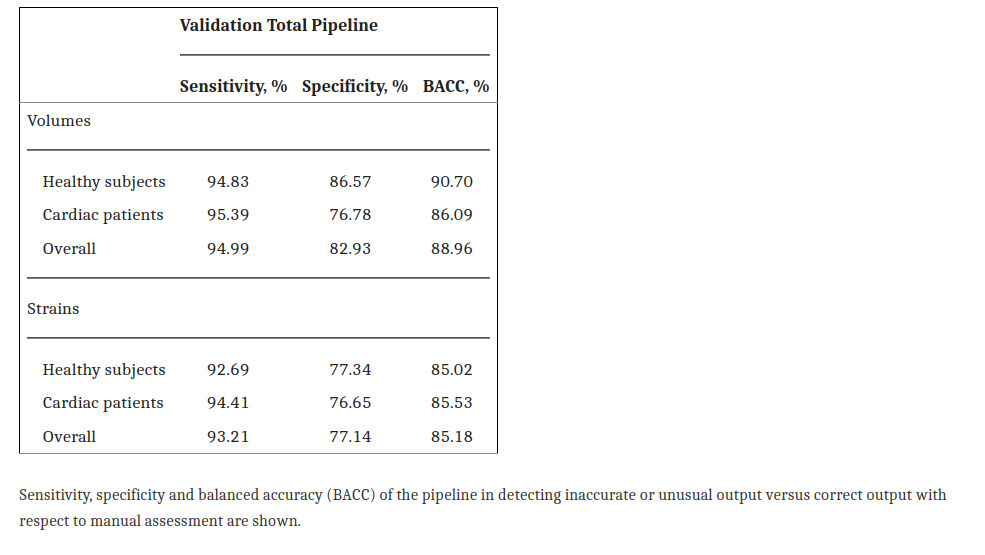 Validation Total Pipeline
Sensitivity, % Specificity, % BACC, %
Volumes
Healthy subjects 94.83 86.57 90.70
Cardiac patients 95.39 76.78 86.09
Overall 94.99 82.93 88.96
Strains
Healthy subjects 92.69 77.34 85.02
Cardiac patients 94.41 76.65 85.53
Overall 93.21 77.14 85.18
Sensitivity, specificity and balanced accuracy (BACC) of the pipeline in detecting inaccurate or unusual output versus correct output with
respect to manual assessment are shown.